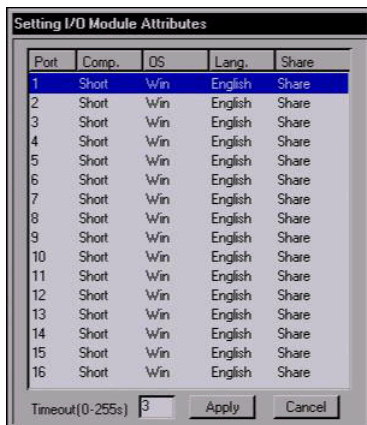 Setting I/O Module Attributes
Port Comp. OS Lang. Share
1 Short Win English Share
2 Short Win English Share
3 Short Win English Share
4 Short Win English Share
5 Short Win English Share
6 Short Win English Share
7 Short Win English Share
8 Short Win English Share
9 Short Win English Share
10 Short Win English Share
11 Short Win English Share
12 Short Win English Share
13 Short Win English Share
14 Short Win English Share
15 Short Win English Share
16 Short Win English Share
Timeout(0-255s) 3 Apply Cancel